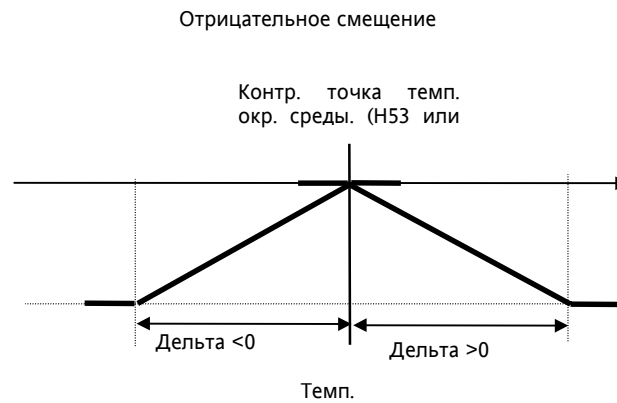 Отрицательное смещение
Контр. точка темп.
окр. среды. (H53 или
Дельта <0
Дельта >0
Темп.